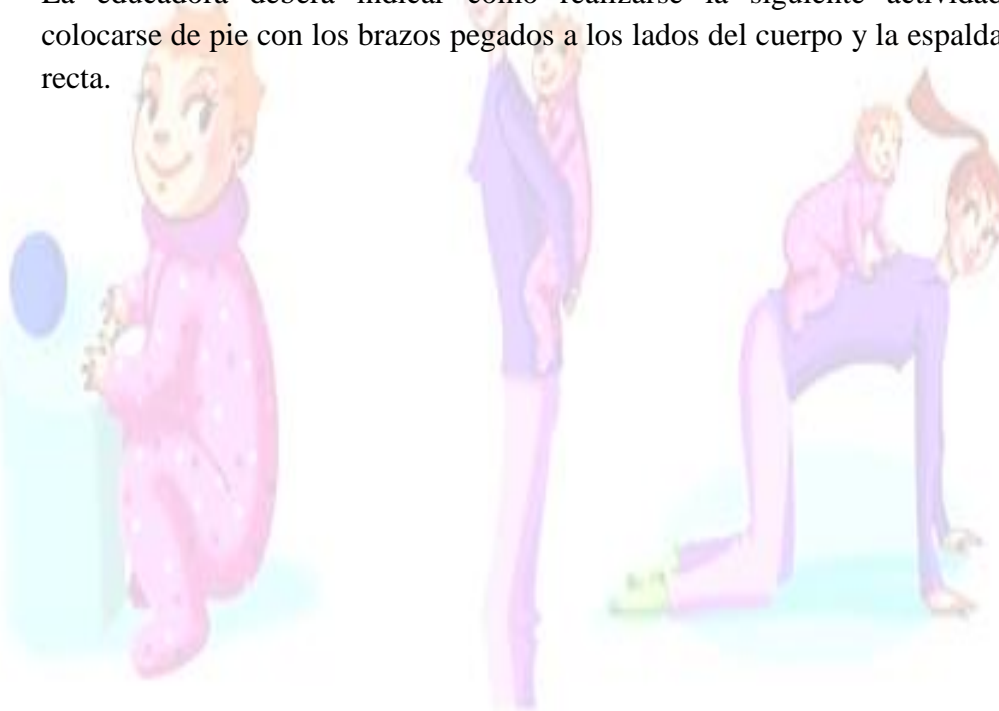 La educadora deberá indicar como realizarse la siguiente actividad
colocarse de pie con los brazos pegados a los lados del cuerpo y la espalda
recta.